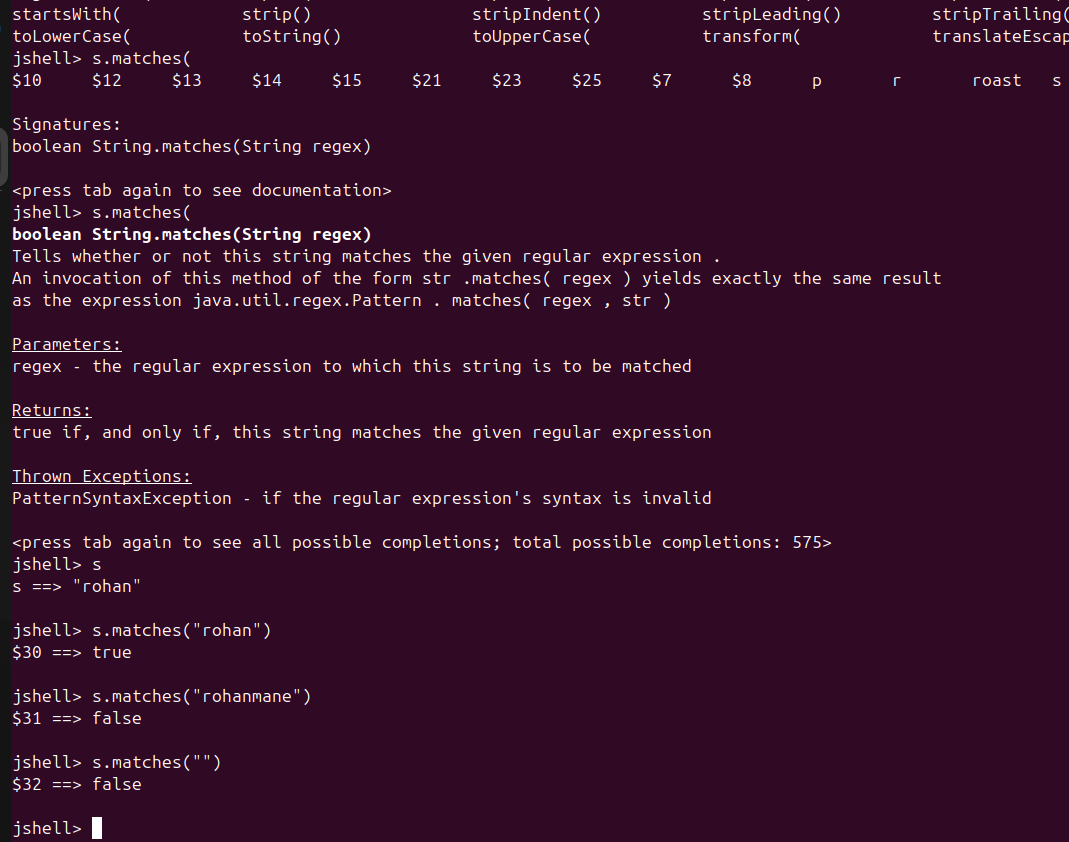 startsWith( strip() stripIndent() stripLeading() stripTrailing(
toLowerCase( toString() toUpperCase( transform( translateEscap
jshell> s.matches(
$10 $12 $13 $14 $15 $21 $23 $25 $7 $8 p r roast s
Signatures:
boolean String.matches(String regex)
<press tab again to see documentation>
jshell> s.matches(
boolean String.matches(String regex)
Tells whether or not this string matches the given regular expression .
An invocation of this method of the form str .matches( regex ) yields exactly the same result
as the expression java.util.regex.Pattern . matches( regex , str )
Parameters:
regex - the regular expression to which this string is to be matched
Returns:
true if, and only if, this string matches the given regular expression
Thrown Exceptions:
PatternSyntaxException - if the regular expression's syntax is invalid
<press tab again to see all possible completions; total possible completions: 575>
jshell> s
s ==> "rohan"
jshell> s.matches("rohan")
$30 ==> true
jshell> s.matches("rohanmane")
$31 ==> false
jshell> s.matches("")
$32 ==> false
jshell>